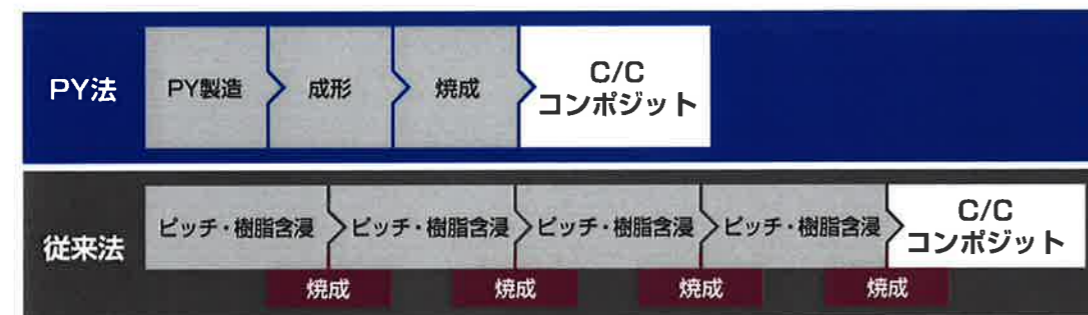 PY法
PY製造
成形
焼成
C/C
コンポジット
従来法
ピッチ・樹脂含浸
ピッチ・樹脂含浸
ピッチ・樹脂含浸
ピッチ・樹脂含浸
C/C
コンポジット
焼成
焼成
焼成
焼成